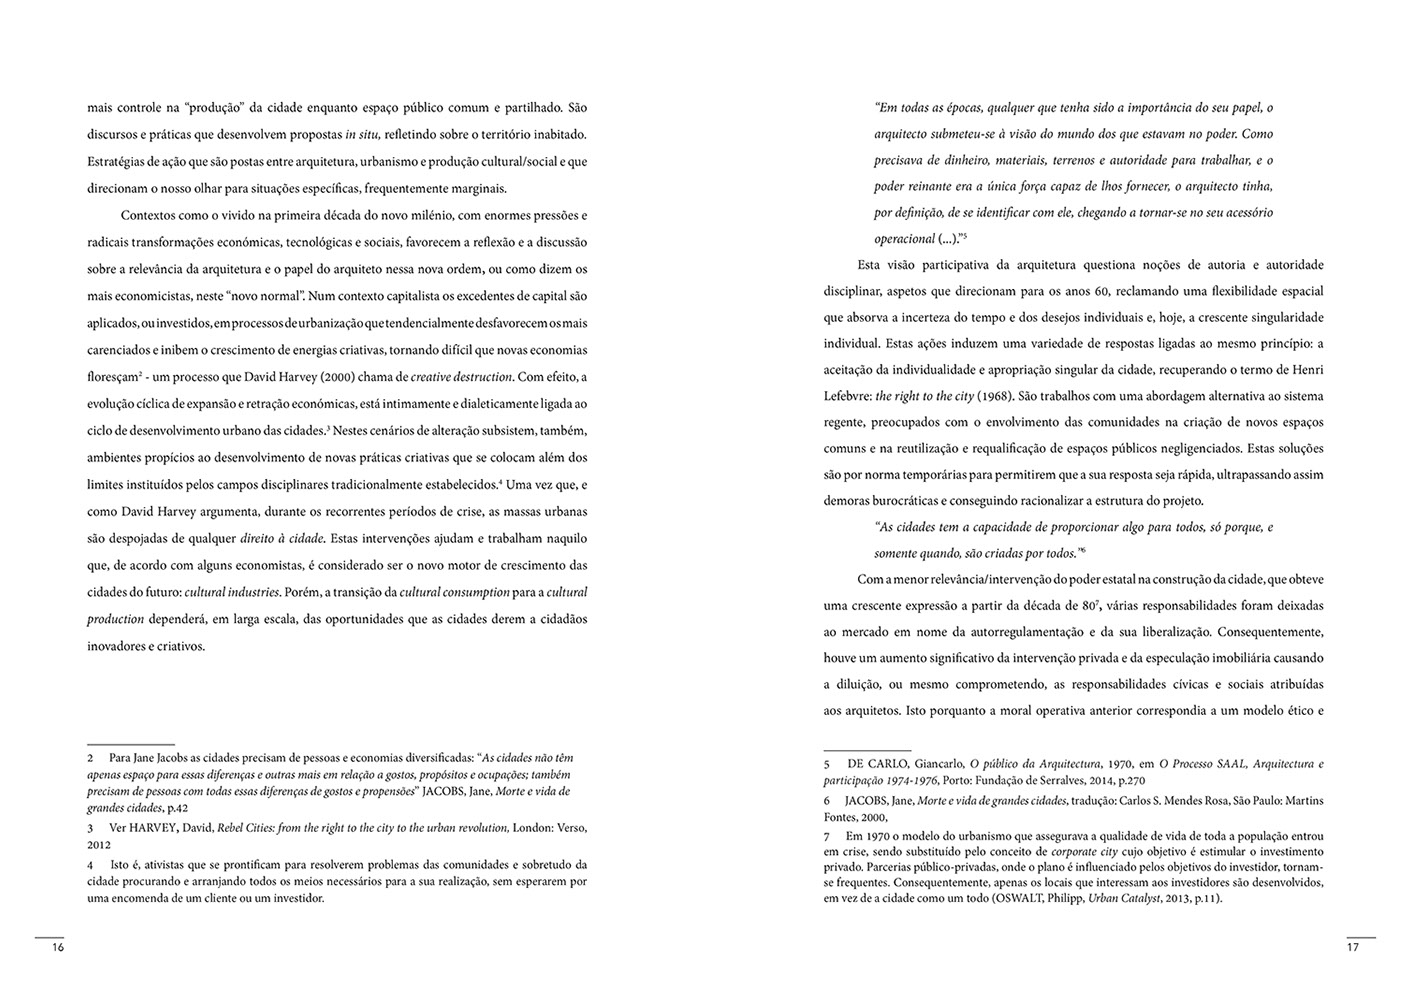 mais controle na “produção” da cidade enquanto espaço público comum e partilhado. São
discursos e práticas que desenvolvem propostas in situ, refletindo sobre o território inabitado.
Estratégias de ação que são postas entre arquitetura, urbanismo e produção cultural/social e que
direcionam o nosso olhar para situações específicas, frequentemente marginais.
Contextos como o vivido na primeira década do novo milénio, com enormes pressões e
radicais transformações económicas, tecnológicas e sociais, favorecem a reflexão e a discussão
sobre a relevância da arquitetura e o papel do arquiteto nessa nova ordem, ou como dizem os
mais economicistas, neste “novo normal”. Num contexto capitalista os excedentes de capital são
aplicados, ou investidos, em processos de urbanização que tendencialmente desfavorecem os mais
carenciados e inibem o crescimento de energias criativas, tornando difícil que novas economias
floresçam² - um processo que David Harvey (2000) chama de creative destruction. Com efeito, a
evolução cíclica de expansão e retração económicas, está intimamente e dialeticamente ligada ao
ciclo de desenvolvimento urbano das cidades.³ Nestes cenários de alteração subsistem, também,
ambientes propícios ao desenvolvimento de novas práticas criativas que se colocam além dos
limites instituídos pelos campos disciplinares tradicionalmente estabelecidos.⁴ Uma vez que, e
como David Harvey argumenta, durante os recorrentes períodos de crise, as massas urbanas
são despojadas de qualquer direito à cidade. Estas intervenções ajudam e trabalham naquilo
que, de acordo com alguns economistas, é considerado ser o novo motor de crescimento das
cidades do futuro: cultural industries. Porém, a transição da cultural consumption para a cultural
production dependerá, em larga escala, das oportunidades que as cidades derem a cidadãos
inovadores e criativos.
2 Para Jane Jacobs as cidades precisam de pessoas e economias diversificadas: “As cidades não têm
apenas espaço para essas diferenças e outras mais em relação a gostos, propósitos e ocupações; também
precisam de pessoas com todas essas diferenças de gostos e propensões” JACOBS, Jane, Morte e vida de
grandes cidades, p.42
3 Ver HARVEY, David, Rebel Cities: from the right to the city to the urban revolution, London: Verso,
2012
4 Isto é, ativistas que se prontificam para resolverem problemas das comunidades e sobretudo da
cidade procurando e arranjando todos os meios necessários para a sua realização, sem esperarem por
uma encomenda de um cliente ou um investidor.
16
“Em todas as épocas, qualquer que tenha sido a importância do seu papel, o
arquitecto submeteu-se à visão do mundo dos que estavam no poder. Como
precisava de dinheiro, materiais, terrenos e autoridade para trabalhar, e o
poder reinante era a única força capaz de lhos fornecer, o arquitecto tinha,
por definição, de se identificar com ele, chegando a tornar-se no seu acessório
operacional (...).”⁵
Esta visão participativa da arquitetura questiona noções de autoria e autoridade
disciplinar, aspetos que direcionam para os anos 60, reclamando uma flexibilidade espacial
que absorva a incerteza do tempo e dos desejos individuais e, hoje, a crescente singularidade
individual. Estas ações induzem uma variedade de respostas ligadas ao mesmo princípio: a
aceitação da individualidade e apropriação singular da cidade, recuperando o termo de Henri
Lefebvre: the right to the city (1968). São trabalhos com uma abordagem alternativa ao sistema
regente, preocupados com o envolvimento das comunidades na criação de novos espaços
comuns e na reutilização e requalificação de espaços públicos negligenciados. Estas soluções
são por norma temporárias para permitirem que a sua resposta seja rápida, ultrapassando assim
demoras burocráticas e conseguindo racionalizar a estrutura do projeto.
“As cidades tem a capacidade de proporcionar algo para todos, só porque, e
somente quando, são criadas por todos.”⁶
Com a menor relevância/intervenção do poder estatal na construção da cidade, que obteve
uma crescente expressão a partir da década de 80⁷, várias responsabilidades foram deixadas
ao mercado em nome da autorregulamentação e da sua liberalização. Consequentemente,
houve um aumento significativo da intervenção privada e da especulação imobiliária causando
a diluição, ou mesmo comprometendo, as responsabilidades cívicas e sociais atribuídas
aos arquitetos. Isto porquanto a moral operativa anterior correspondia a um modelo ético e
5 DE CARLO, Giancarlo, O público da Arquitectura, 1970, em O Processo SAAL, Arquitectura e
participação 1974-1976, Porto: Fundação de Serralves, 2014, p.270
6 JACOBS, Jane, Morte e vida de grandes cidades, tradução: Carlos S. Mendes Rosa, São Paulo: Martins
Fontes, 2000,
7 Em 1970 o modelo do urbanismo que assegurava a qualidade de vida de toda a população entrou
em crise, sendo substituído pelo conceito de corporate city cujo objetivo é estimular o investimento
privado. Parcerias público-privadas, onde o plano é influenciado pelos objetivos do investidor, tornam-
se frequentes. Consequentemente, apenas os locais que interessam aos investidores são desenvolvidos,
em vez de a cidade como um todo (OSWALT, Philipp, Urban Catalyst, 2013, p.11).
17